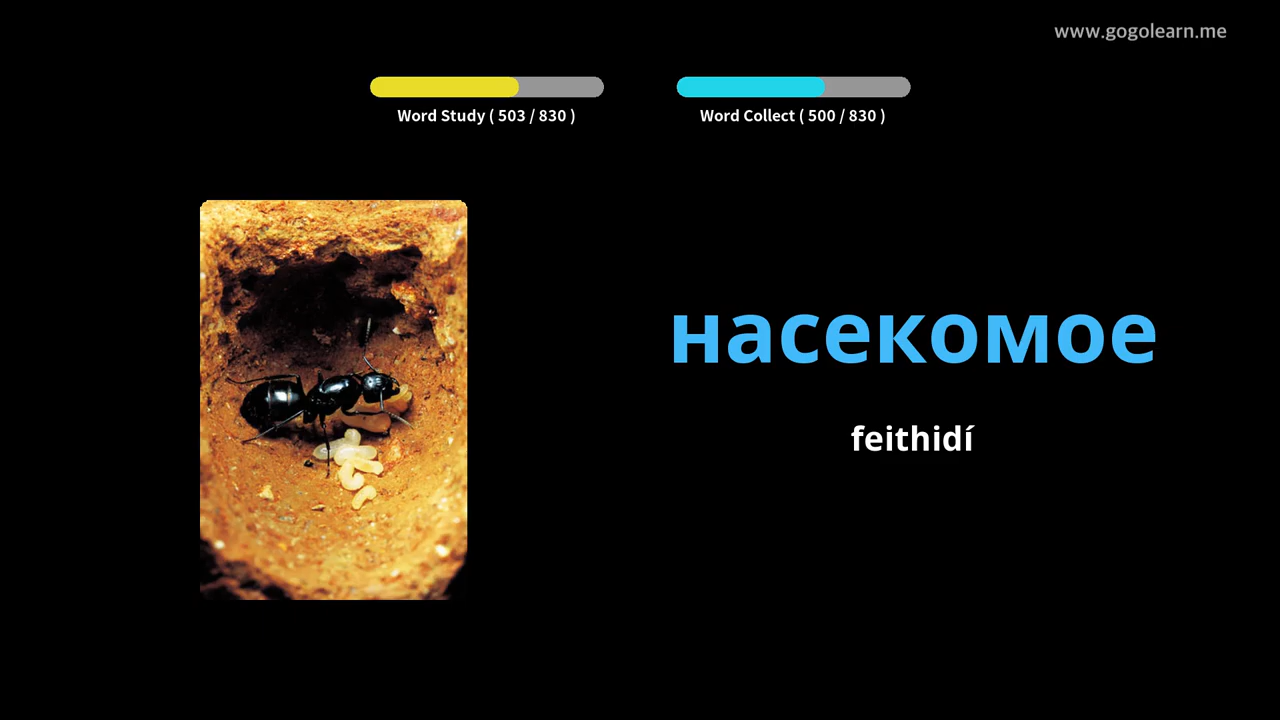 www.gogolearn.me
Word Study ( 503 / 830 )
Word Collect ( 500 / 830 )
насекомое
feithidí